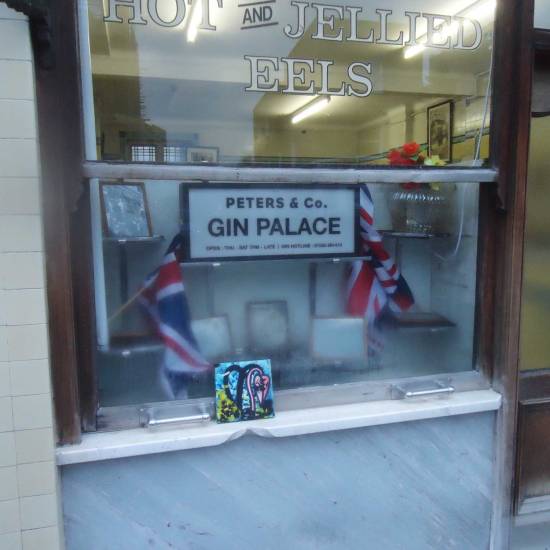 HOT AND JELLIED
EELS
PETERS & Co.
GIN PALACE